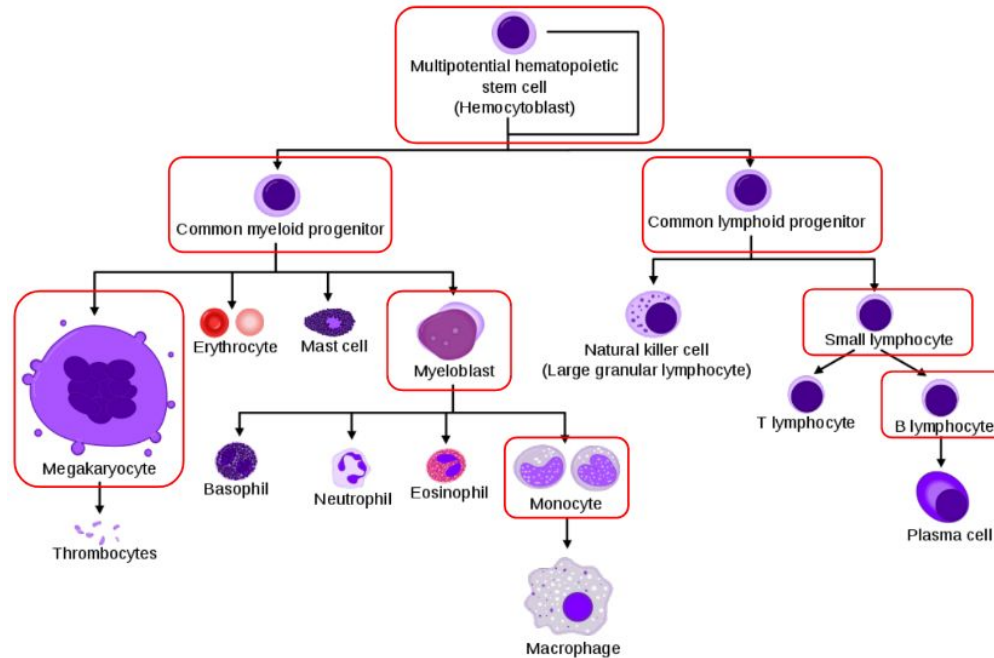 Multipotential hematopoietic
stem cell
(Hemocytoblast)
Common myeloid progenitor
Common lymphoid progenitor
Erythrocyte
Mast cell
Myeloblast
Natural killer cell
(Large granular lymphocyte)
Small lymphocyte
T lymphocyte
B lymphocyte
Megakaryocyte
Basophil
Neutrophil
Eosinophil
Monocyte
Plasma cell
Thrombocytes
Macrophage